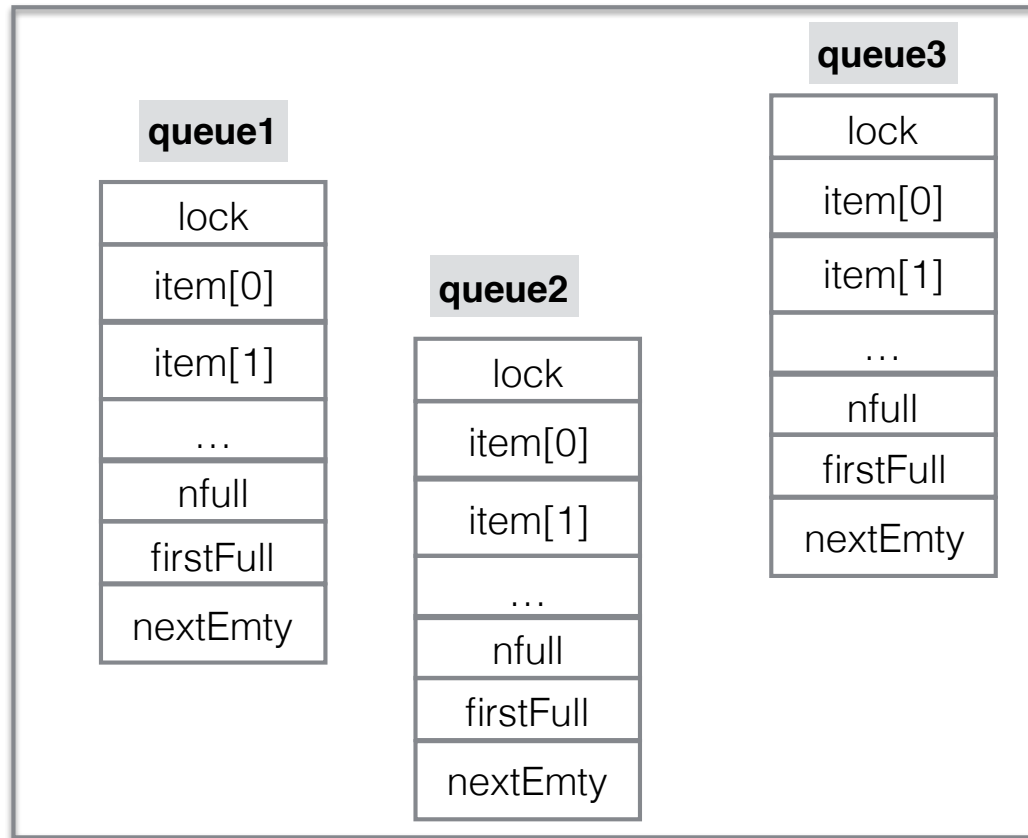 queue1
lock
item[0]
item[1]
…
nfull
firstFull
nextEmty
queue2
lock
item[0]
item[1]
…
nfull
firstFull
nextEmty
queue3
lock
item[0]
item[1]
…
nfull
firstFull
nextEmty